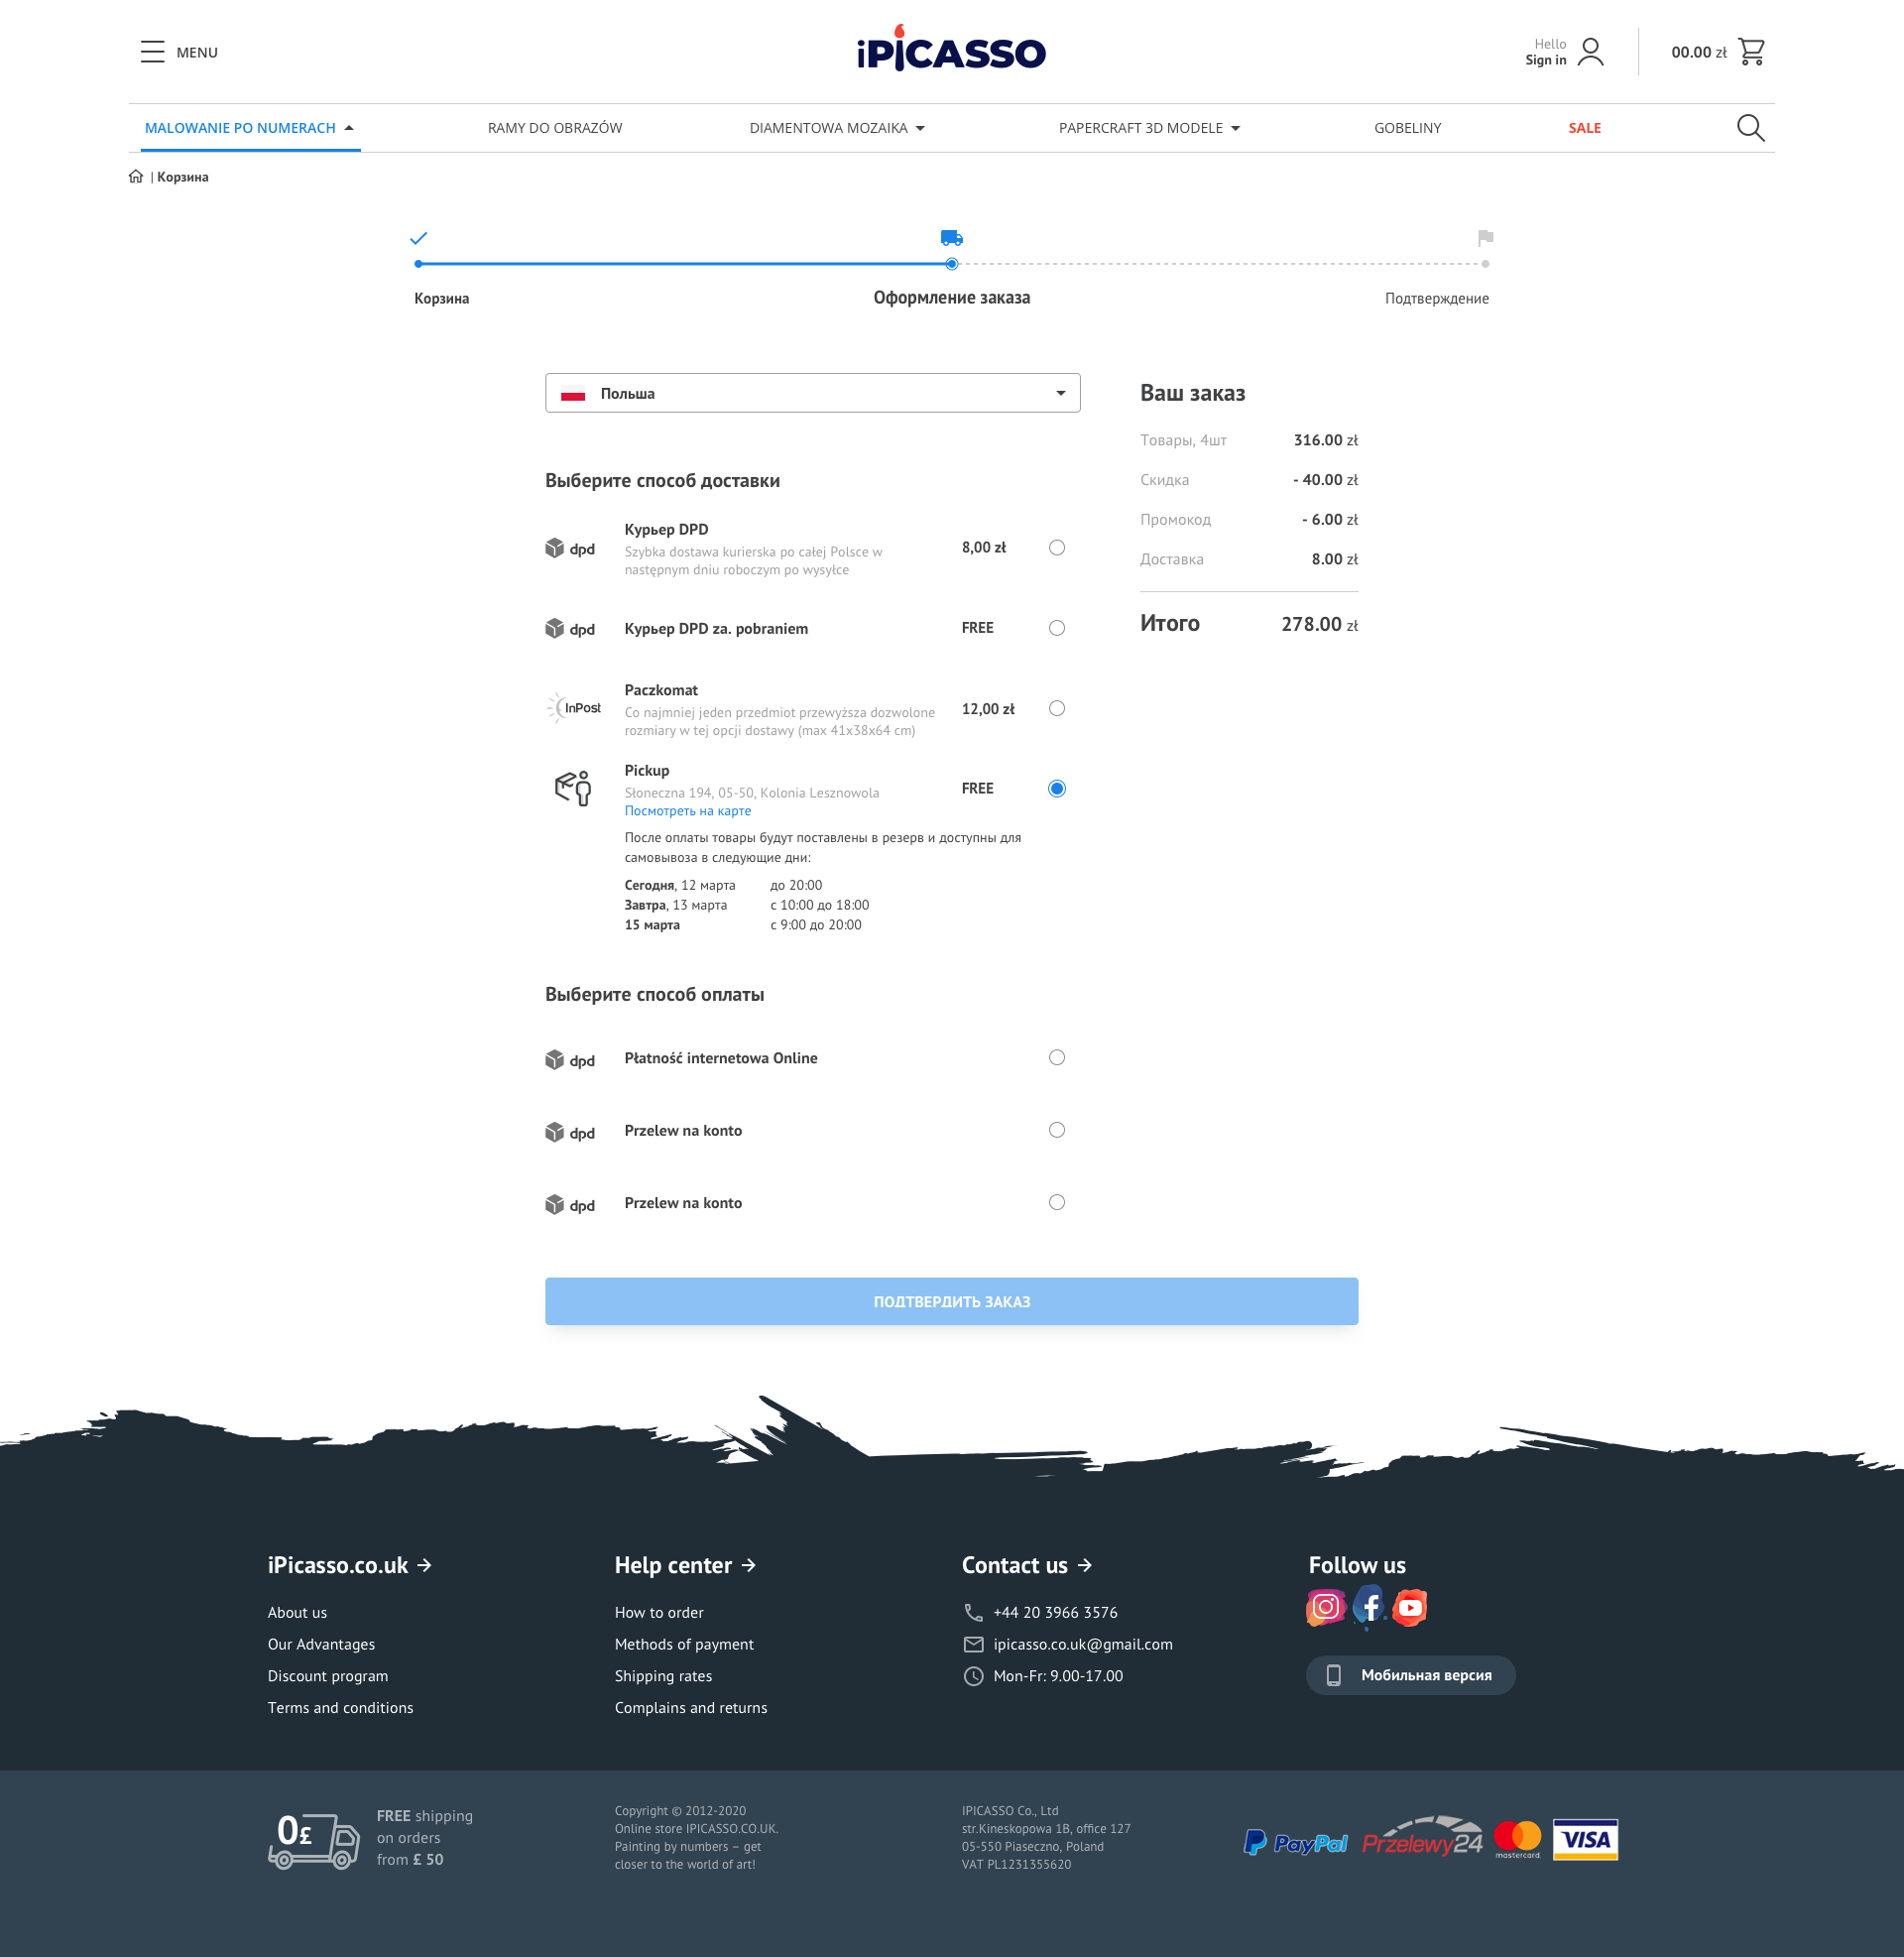 MENU
iPICASSO
Hello
Sign in
00.00 zł
MALOWANIE PO NUMERACH
RAMY DO OBRAZÓW
DIAMENTOWA MOZAIKA
PAPERCRAFT 3D MODELE
GOBELINY
SALE
| Корзина
Корзина
Оформление заказа
Подтверждение
Польша
Выберите способ доставки
dpd
Курьер DPD
Szybka dostawa kurierska po całej Polsce w
następnym dniu roboczym po wysyłce
8,00 zł
dpd
Курьер DPD za. pobraniem
FREE
InPost
Paczkomat
Co najmniej jeden przedmiot przewyższa dozwolone
rozmiary w tej opcji dostawy (max 41x38x64 cm)
12,00 zł
Pickup
Słoneczna 194, 05-50, Kolonia Lesznowola
Посмотреть на карте
FREE
После оплаты товары будут поставлены в резерв и доступны для
самовывоза в следующие дни:
Сегодня, 12 марта до 20:00
Завтра, 13 марта с 10:00 до 18:00
15 марта с 9:00 до 20:00
Ваш заказ
Товары, 4шт 316.00 zł
Скидка - 40.00 zł
Промокод - 6.00 zł
Доставка 8.00 zł
Итого 278.00 zł
Выберите способ оплаты
dpd
Płatność internetowa Online
dpd
Przelew na konto
dpd
Przelew na konto
ПОДТВЕРДИТЬ ЗАКАЗ
iPicasso.co.uk
About us
Our Advantages
Discount program
Terms and conditions
Help center
How to order
Methods of payment
Shipping rates
Complains and returns
Contact us
+44 20 3966 3576
ipicasso.co.uk@gmail.com
Mon-Fr: 9.00-17.00
Follow us
Мобильная версия
0£
FREE shipping
on orders
from £ 50
Copyright © 2012-2020
Online store IPICASSO.CO.UK.
Painting by numbers – get
closer to the world of art!
IPICASSO Co., Ltd
str.Kineskopowa 1B, office 127
05-550 Piaseczno, Poland
VAT PL1231355620
PayPal
Przelewy24
mastercard.
VISA